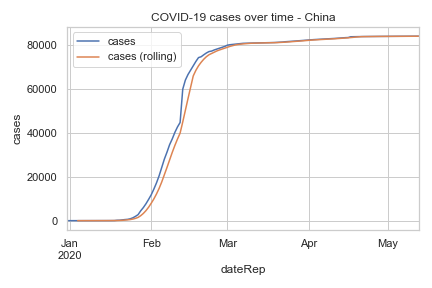 COVID-19 cases over time - China
cases
cases (rolling)
80000
60000
40000
20000
0
cases
Jan
2020
Feb
Mar
Apr
May
dateRep